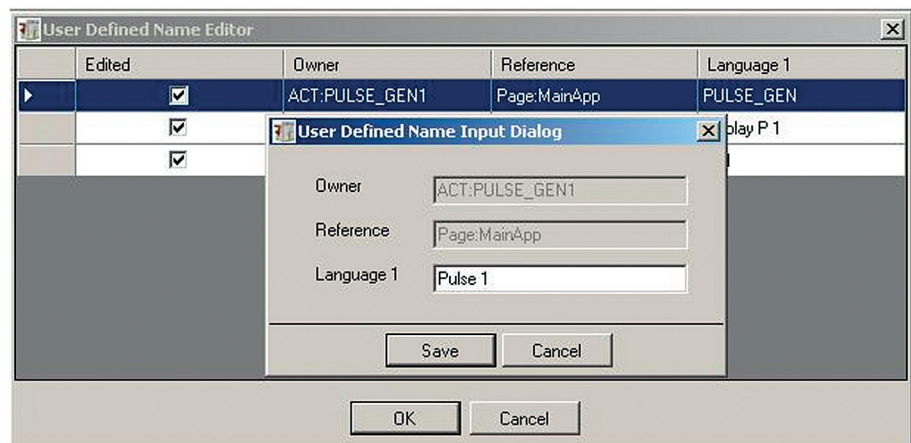 User Defined Name Editor
Edited Owner Reference Language 1
ACT:PULSE_GEN1 Page:MainApp PULSE_GEN
P 1
User Defined Name Input Dialog
Owner ACT:PULSE_GEN1
Reference Page:MainApp
Language 1 Pulse 1
Save Cancel
OK Cancel